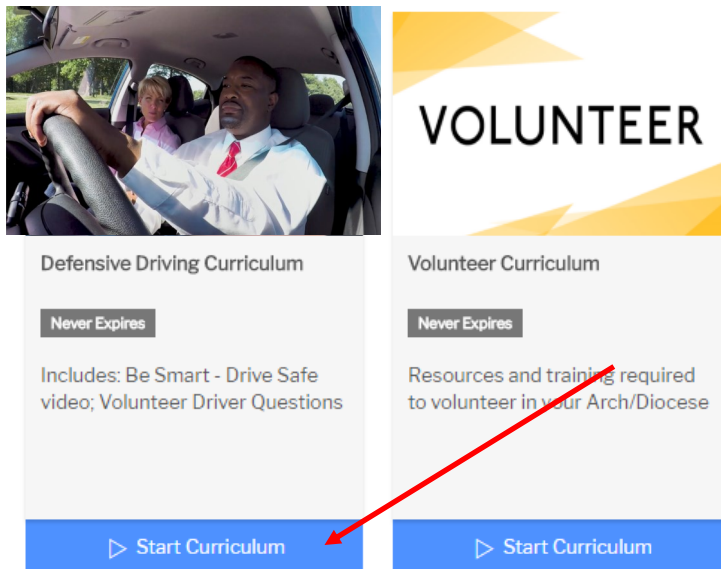 VOLUNTEER
Defensive Driving Curriculum
Never Expires
Includes: Be Smart - Drive Safe
video; Volunteer Driver Questions
Start Curriculum
Volunteer Curriculum
Never Expires
Resources and training required
to volunteer in your Arch/Diocese
Start Curriculum